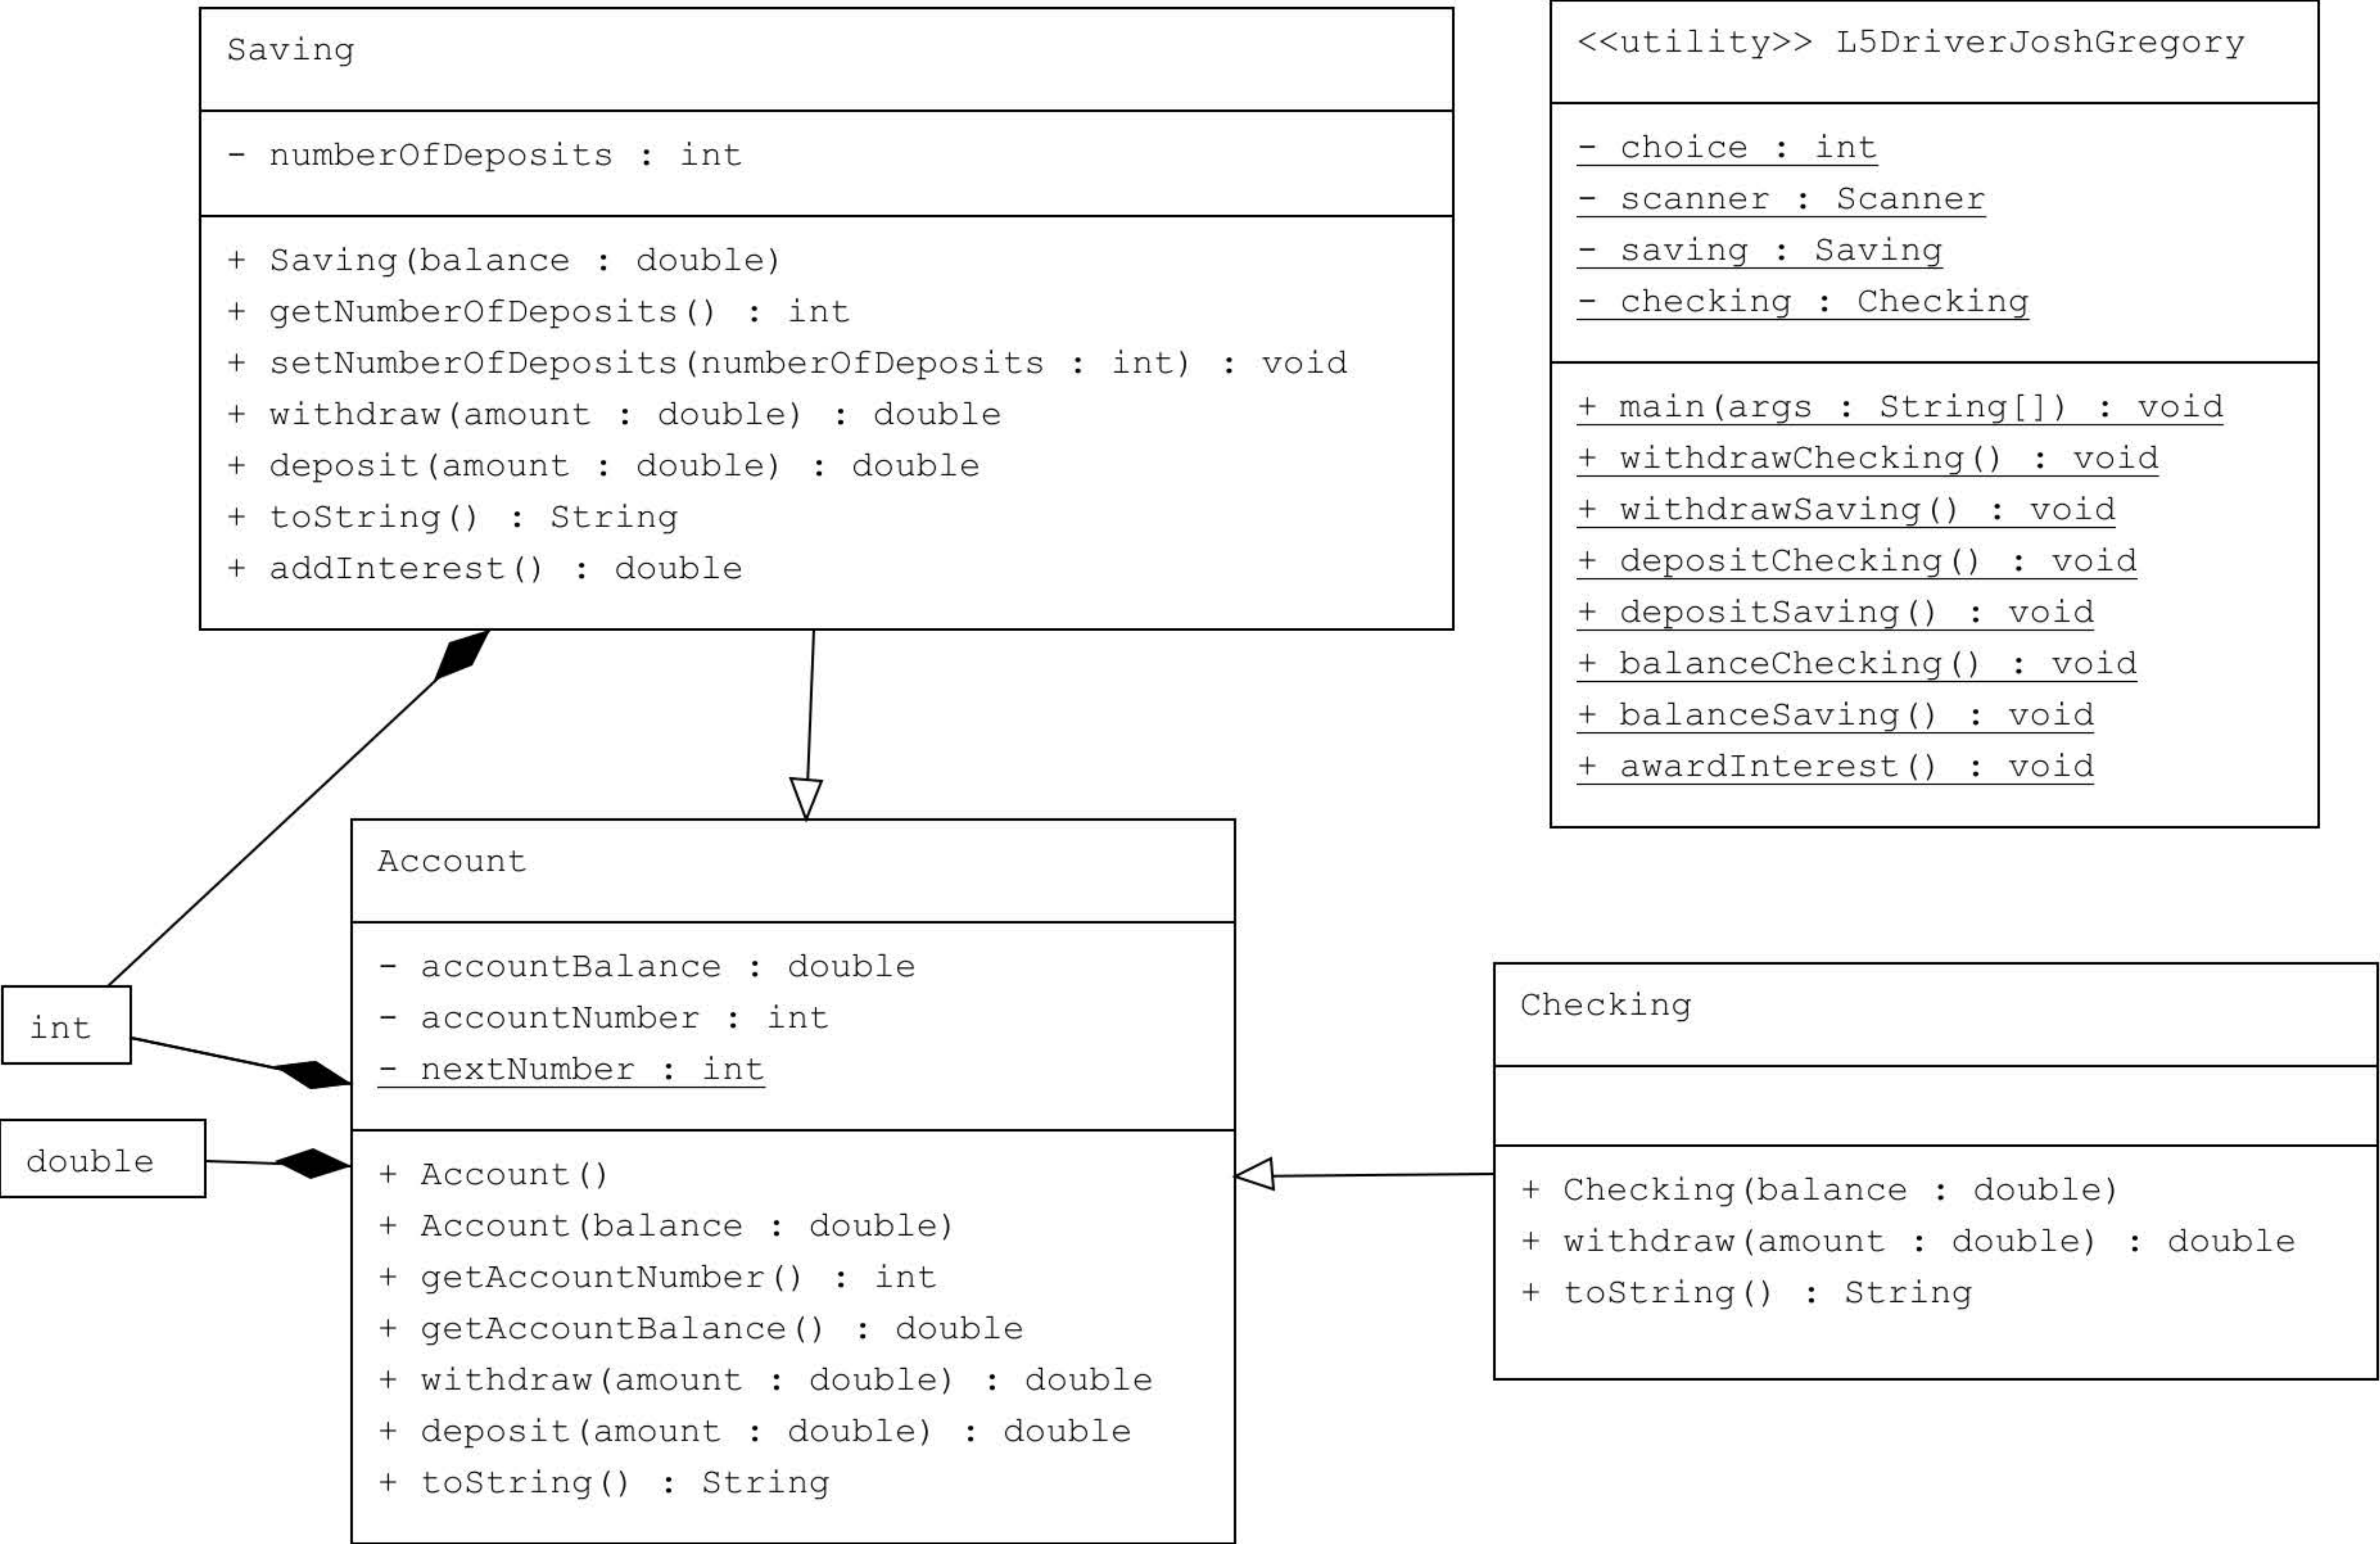 Saving
- numberOfDeposits : int
+ Saving(balance : double)
+ getNumberOfDeposits() : int
+ setNumberOfDeposits(numberOfDeposits : int) : void
+ withdraw(amount : double) : double
+ deposit(amount : double) : double
+ toString() : String
+ addInterest() : double
<<utility>> L5DriverJoshGregory
- choice : int
- scanner : Scanner
- saving : Saving
- checking : Checking
+ main(args : String[]) : void
+ withdrawChecking() : void
+ withdrawSaving() : void
+ depositChecking() : void
+ depositSaving() : void
+ balanceChecking() : void
+ balanceSaving() : void
+ awardInterest() : void
int
double
Account
- accountBalance : double
- accountNumber : int
- nextNumber : int
+ Account()
+ Account(balance : double)
+ getAccountNumber() : int
+ getAccountBalance() : double
+ withdraw(amount : double) : double
+ deposit(amount : double) : double
+ toString() : String
Checking
+ Checking(balance : double)
+ withdraw(amount : double) : double
+ toString() : String